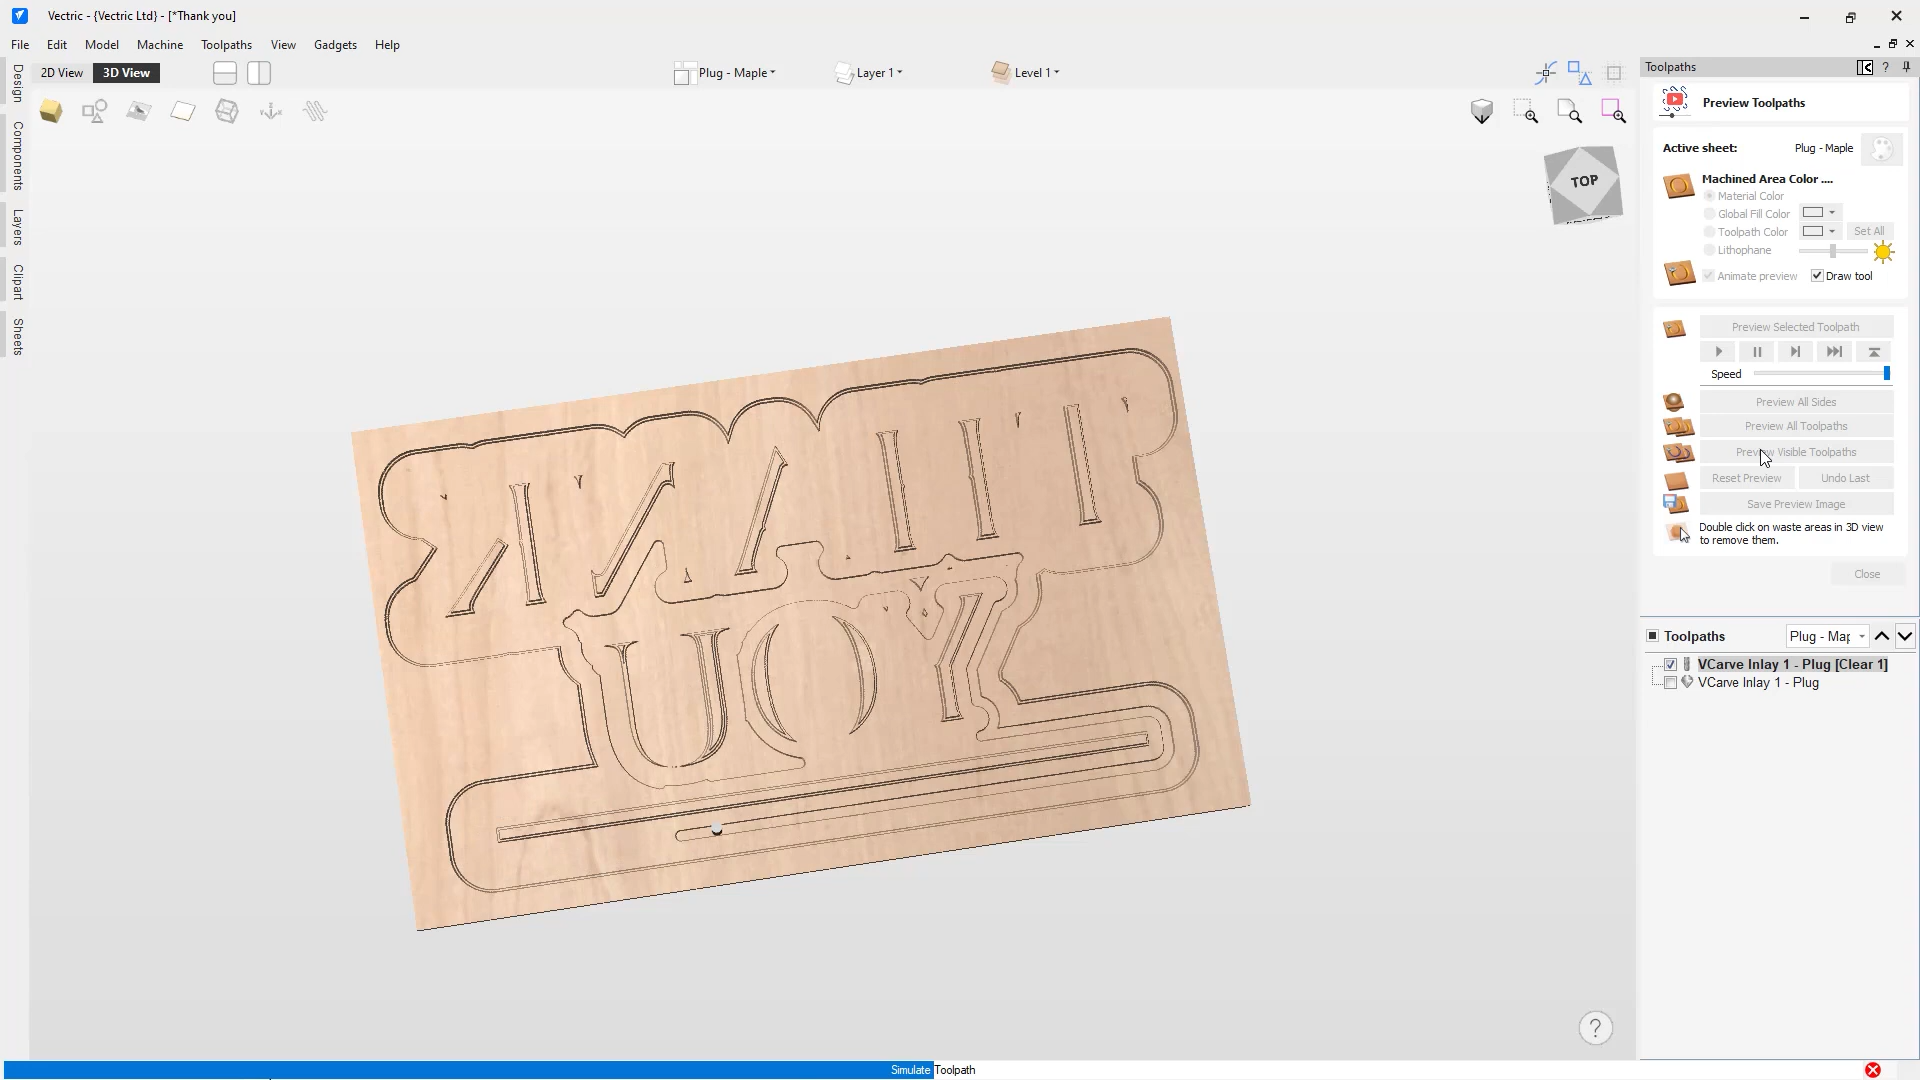 Vectric - {Vectric Ltd} - [*Thank you]
File Edit Model Machine Toolpaths View Gadgets Help
2D View 3D View Plug - Maple Layer 1 Level 1
Design
Components
Layers
Clipart
Sheets
TOP
THANK
YOU
Toolpaths
Preview Toolpaths
Active sheet: Plug - Maple
Machined Area Color ....
Material Color
Global Fill Color
Toolpath Color Set All
Lithophane
Animate preview Draw tool
Preview Selected Toolpath
Speed
Preview All Sides
Preview All Toolpaths
Preview Visible Toolpaths
Reset Preview Undo Last
Save Preview Image
Double click on waste areas in 3D view
to remove them.
Close
Toolpaths Plug - Map
VCarve Inlay 1 - Plug [Clear 1]
VCarve Inlay 1 - Plug
Simulate Toolpath